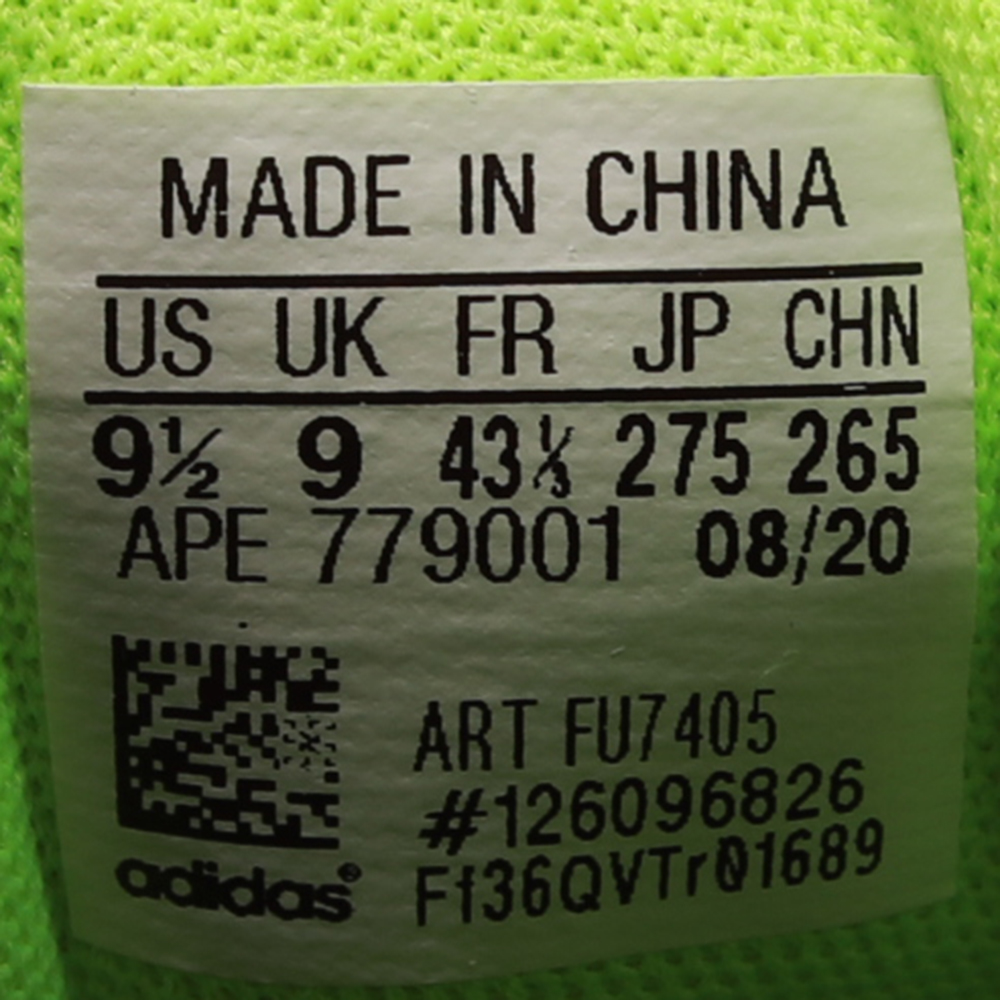 MADE IN CHINA
US UK FR JP CHN
9½ 9 43⅓ 275 265
APE 779001 08/20
ART FU7405
#126096826
Ff36QVTr01689
adidas®